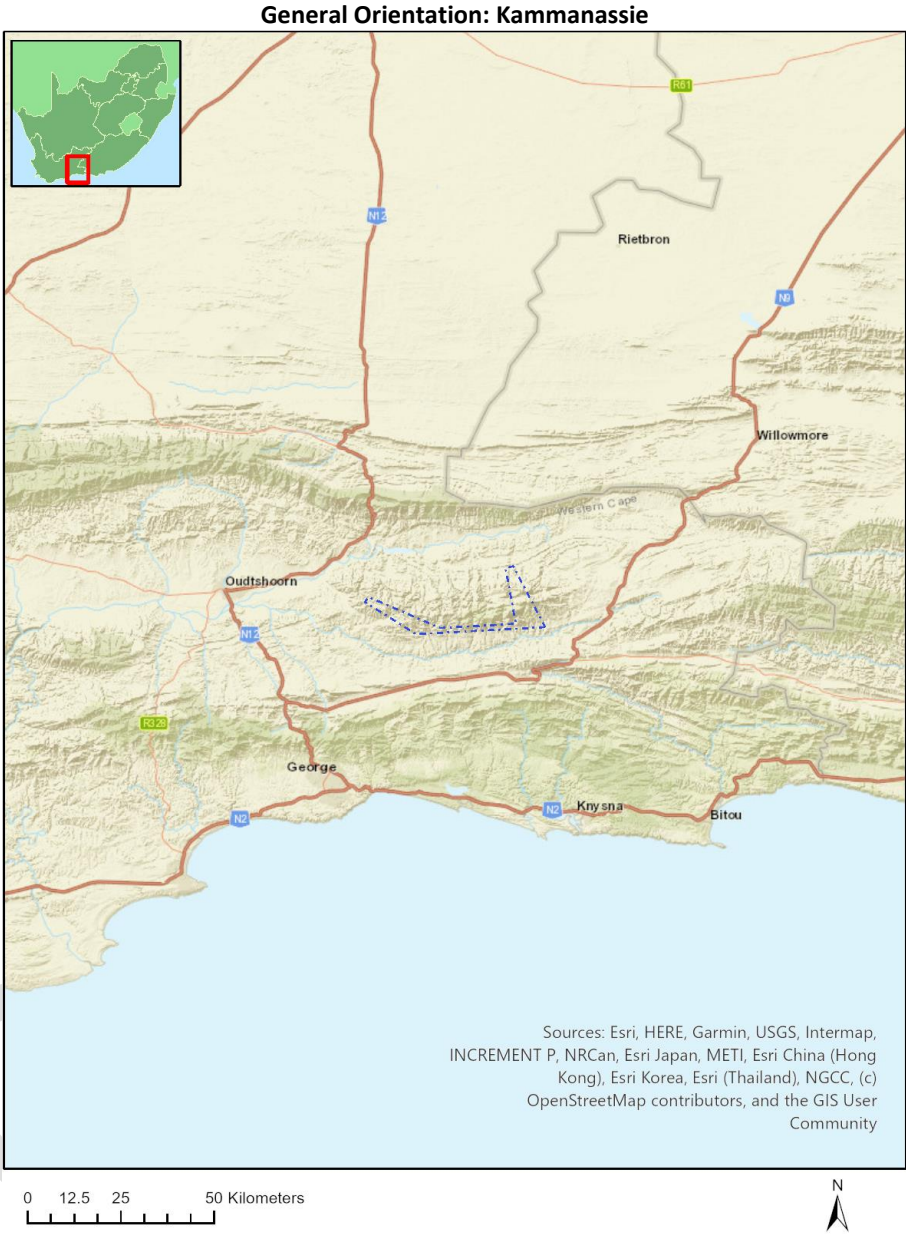 General Orientation: Kammanassie
R61
N12
Rietbron
N9
Willowmore
Western Cape
Oudtshoorn
N12
R328
George
N2
N2
Knysna
Bitou
Sources: Esri, HERE, Garmin, USGS, Intermap,
INCREMENT P, NRCan, Esri Japan, METI, Esri China (Hong
Kong), Esri Korea, Esri (Thailand), NGCC, (c)
OpenStreetMap contributors, and the GIS User
Community
0 12.5 25 50 Kilometers
N